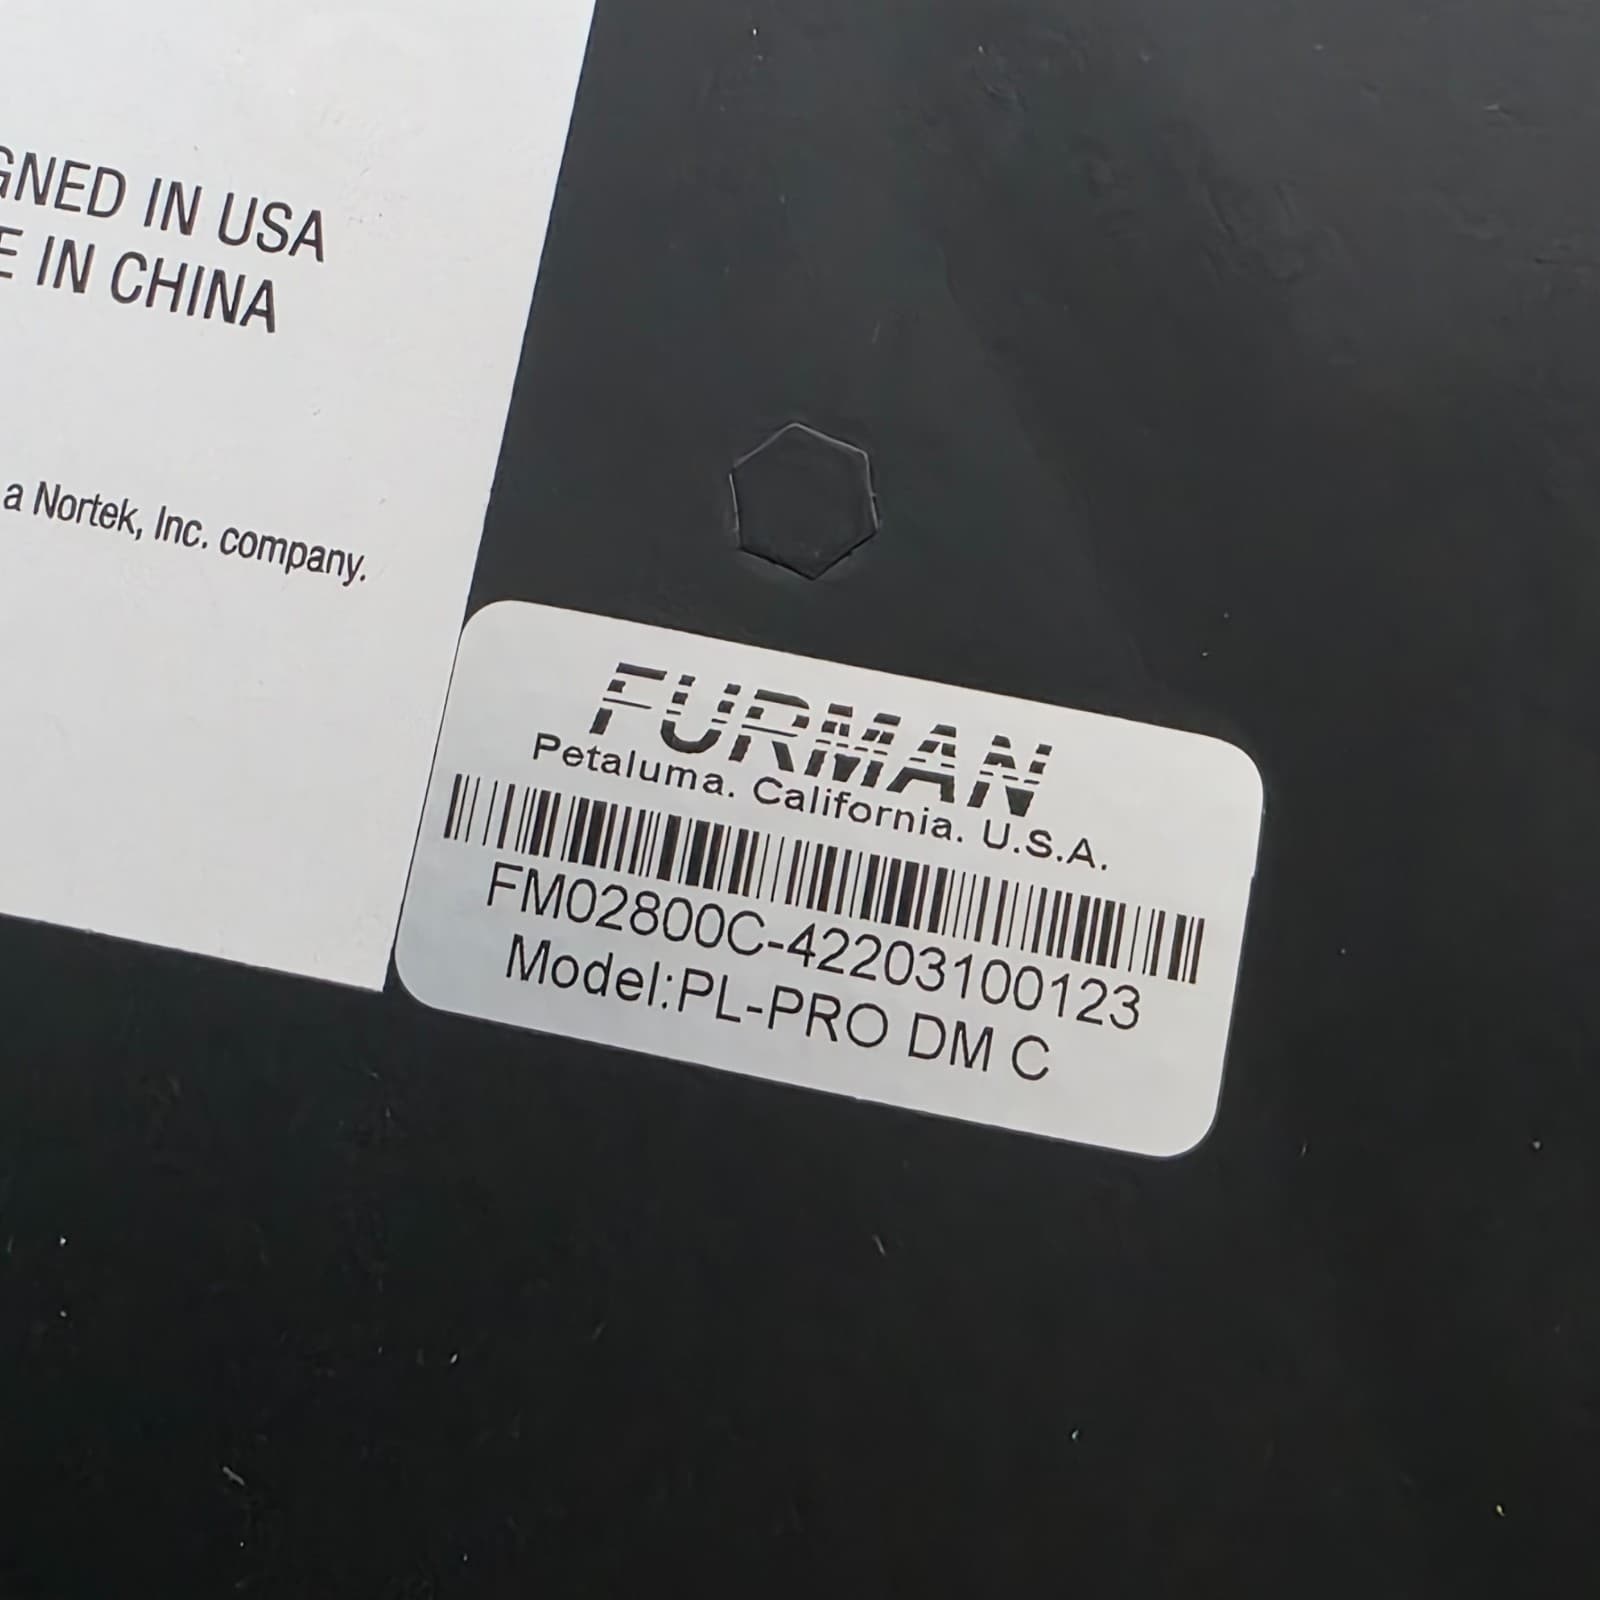 GNED IN USA
E IN CHINA
a Nortek, Inc. company.
FURMAN
Petaluma. California. U.S.A.
FM02800C-42203100123
Model:PL-PRO DM C